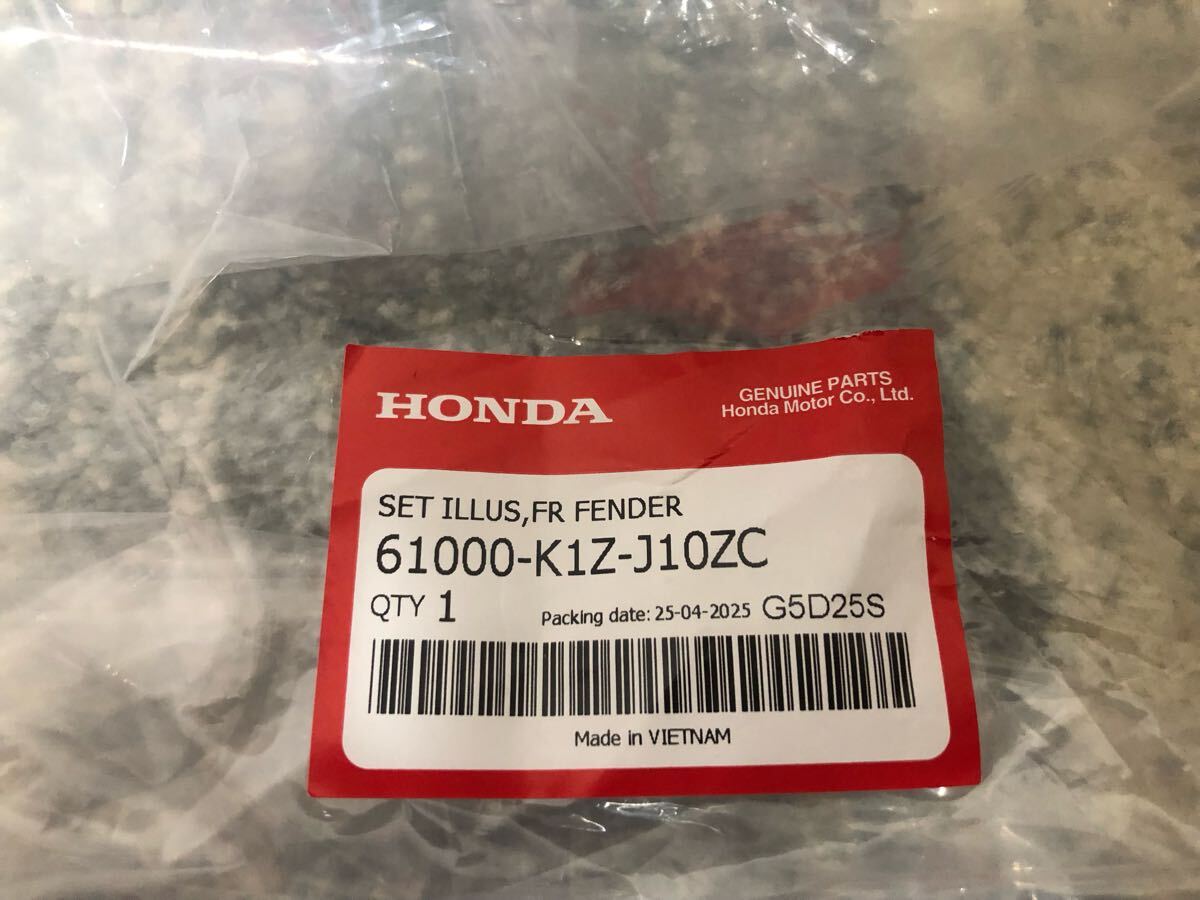 HONDA
GENUINE PARTS
Honda Motor Co., Ltd.
SET ILLUS,FR FENDER
61000-K1Z-J10ZC
QTY 1
Packing date: 25-04-2025 G5D25S
Made in VIETNAM